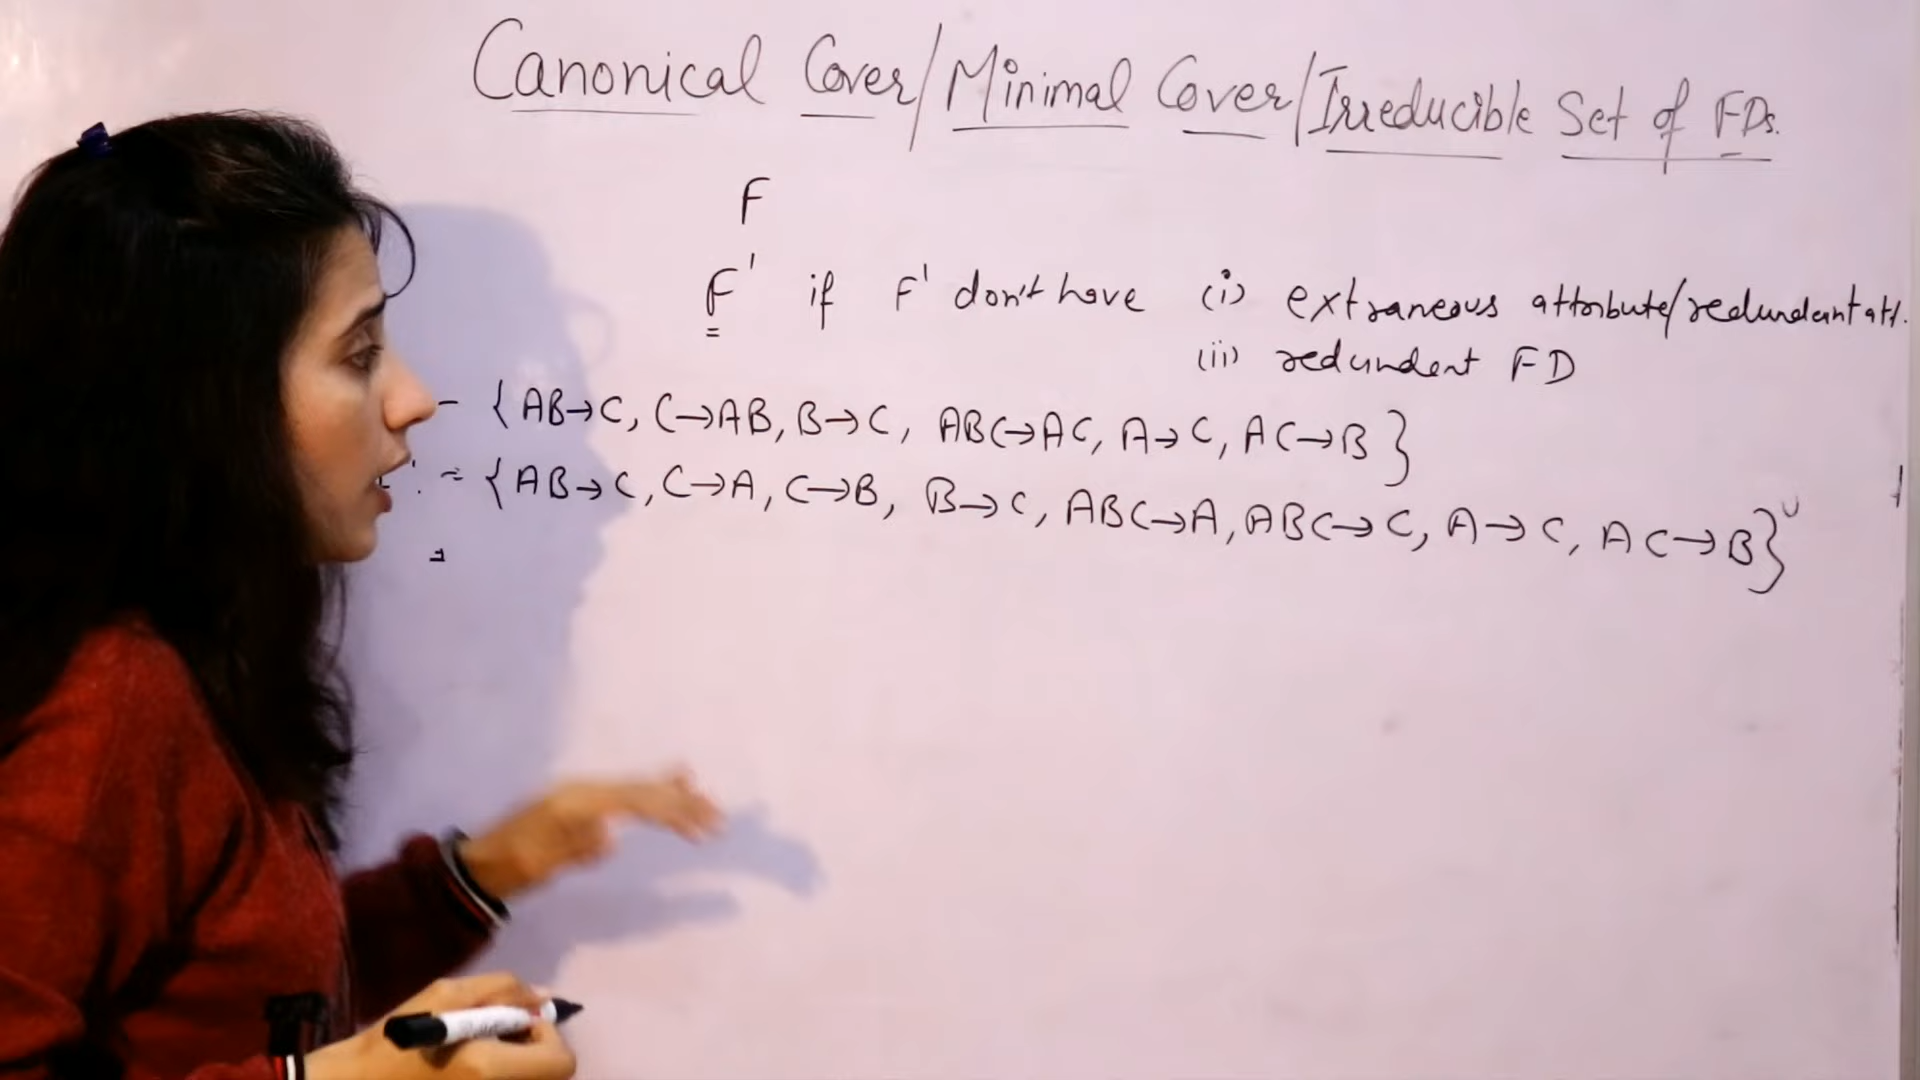 Canonical Cover/Minimal Cover/Irreducible Set of FDs.
F
F' if F' don't have (i) extraneous attribute/redundant att.
(ii) redundent FD
- {AB→C, C→AB, B→C, ABC→AC, A→C, AC→B}
= {AB→C, C→A, C→B, B→C, ABC→A, ABC→C, A→C, AC→B}
=